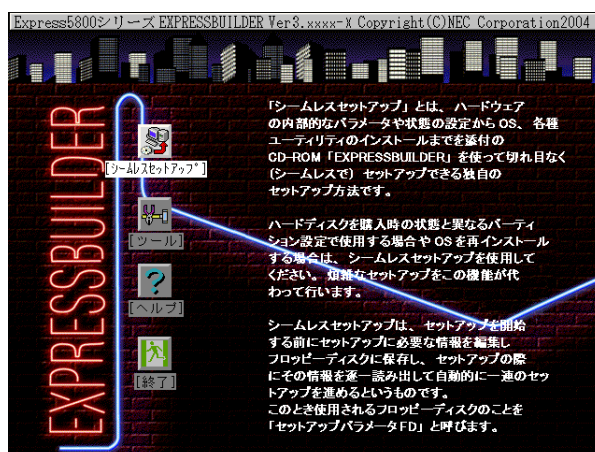 Express5800シリーズ EXPRESSBUILDER Ver3.xxxx-X Copyright(C)NEC Corporation2004
EXPRESSBUILDER
[シームレスセットアップ]
[ツール]
?
[ヘルプ]
[終了]
「シームレスセットアップ」とは、ハードウェア
の内部的なパラメータや状態の設定からOS、各種
ユーティリティのインストールまでを添付の
CD-ROM「EXPRESSBUILDER」を使って切れ目なく
(シームレスで)セットアップできる独自の
セットアップ方法です。
ハードディスクを購入時の状態と異なるパーティ
ション設定で使用する場合やOSを再インストール
する場合は、シームレスセットアップを使用して
ください。煩雑なセットアップをこの機能が代
わって行います。
シームレスセットアップは、セットアップを開始
する前にセットアップに必要な情報を編集し
フロッピーディスクに保存し、セットアップの際
にその情報を逐一読み出して自動的に一連のセッ
トアップを進めるというものです。
このとき使用されるフロッピーディスクのことを
「セットアップパラメータFD」と呼びます。